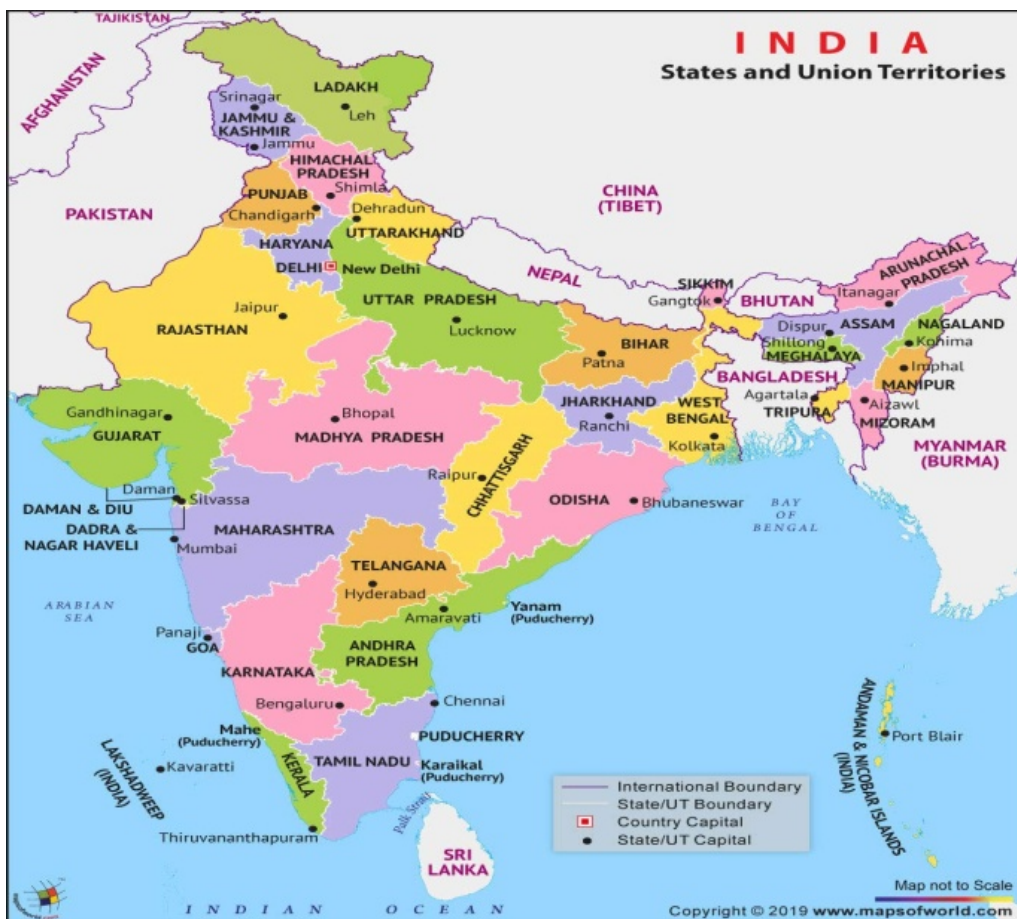 TAJIKISTAN
INDIA
States and Union Territories
AFGHANISTAN
LADAKH
Srinagar
Leh
JAMMU &
KASHMIR
Jammu
HIMACHAL
PRADESH
Shimla
CHINA
(TIBET)
PAKISTAN
PUNJAB
Chandigarh
Dehradun
UTTARAKHAND
HARYANA
DELHI
New Delhi
NEPAL
SIKKIM
Gangtok
BHUTAN
ARUNACHAL
PRADESH
Itanagar
UTTAR PRADESH
Lucknow
Jaipur
RAJASTHAN
BIHAR
Patna
Dispur
ASSAM
NAGALAND
Kohima
Shillong
MEGHALAYA
Imphal
MANIPUR
BANGLADESH
Agartala
TRIPURA
Aizawl
MIZORAM
MYANMAR
(BURMA)
Gandhinagar
GUJARAT
Bhopal
MADHYA PRADESH
JHARKHAND
Ranchi
WEST
BENGAL
Kolkata
Raipur
CHHATTISGARH
ODISHA
Bhubaneswar
BAY
OF
BENGAL
Daman
Silvassa
DAMAN & DIU
DADRA &
NAGAR HAVELI
MAHARASHTRA
Mumbai
TELANGANA
Hyderabad
ARABIAN
SEA
Amaravati
Yanam
(Puducherry)
Panaji
GOA
ANDHRA
PRADESH
KARNATAKA
Bengaluru
Chennai
Mahe
(Puducherry)
PUDUCHERRY
LAKSHADWEEP
(INDIA)
Kavaratti
KERALA
TAMIL NADU
Karaikal
(Puducherry)
ANDAMAN & NICOBAR ISLANDS
(INDIA)
Port Blair
Thiruvananthapuram
Palk Strait
SRI
LANKA
International Boundary
State/UT Boundary
Country Capital
State/UT Capital
Map not to Scale
INDIAN OCEAN
Copyright © 2019 www.mapsofworld.com